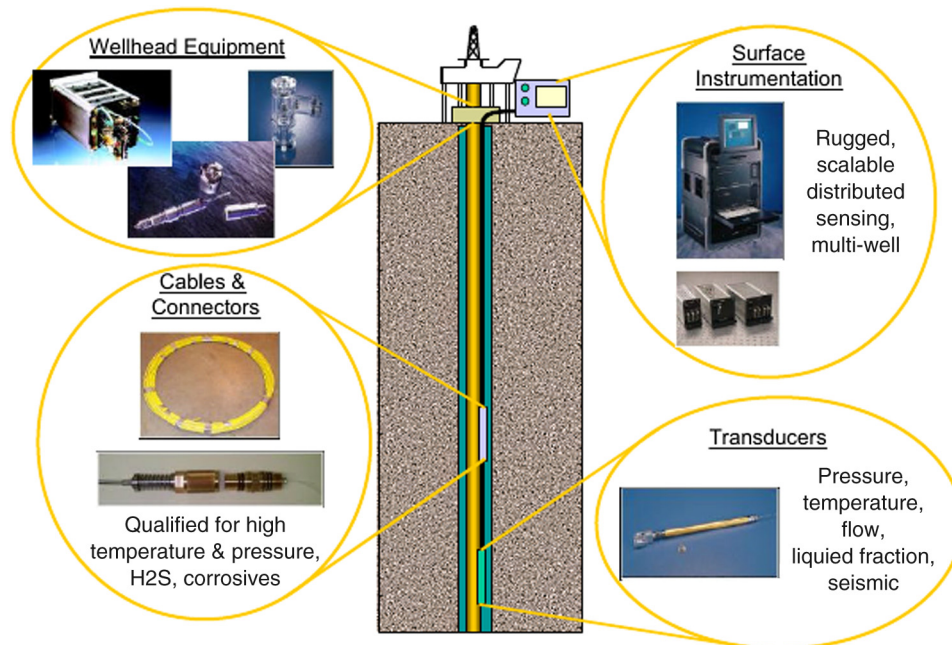 Wellhead Equipment
Surface
Instrumentation
Rugged,
scalable
distributed
sensing,
multi-well
Cables &
Connectors
Qualified for high
temperature & pressure,
H2S, corrosives
Transducers
Pressure,
temperature,
flow,
liquied fraction,
seismic